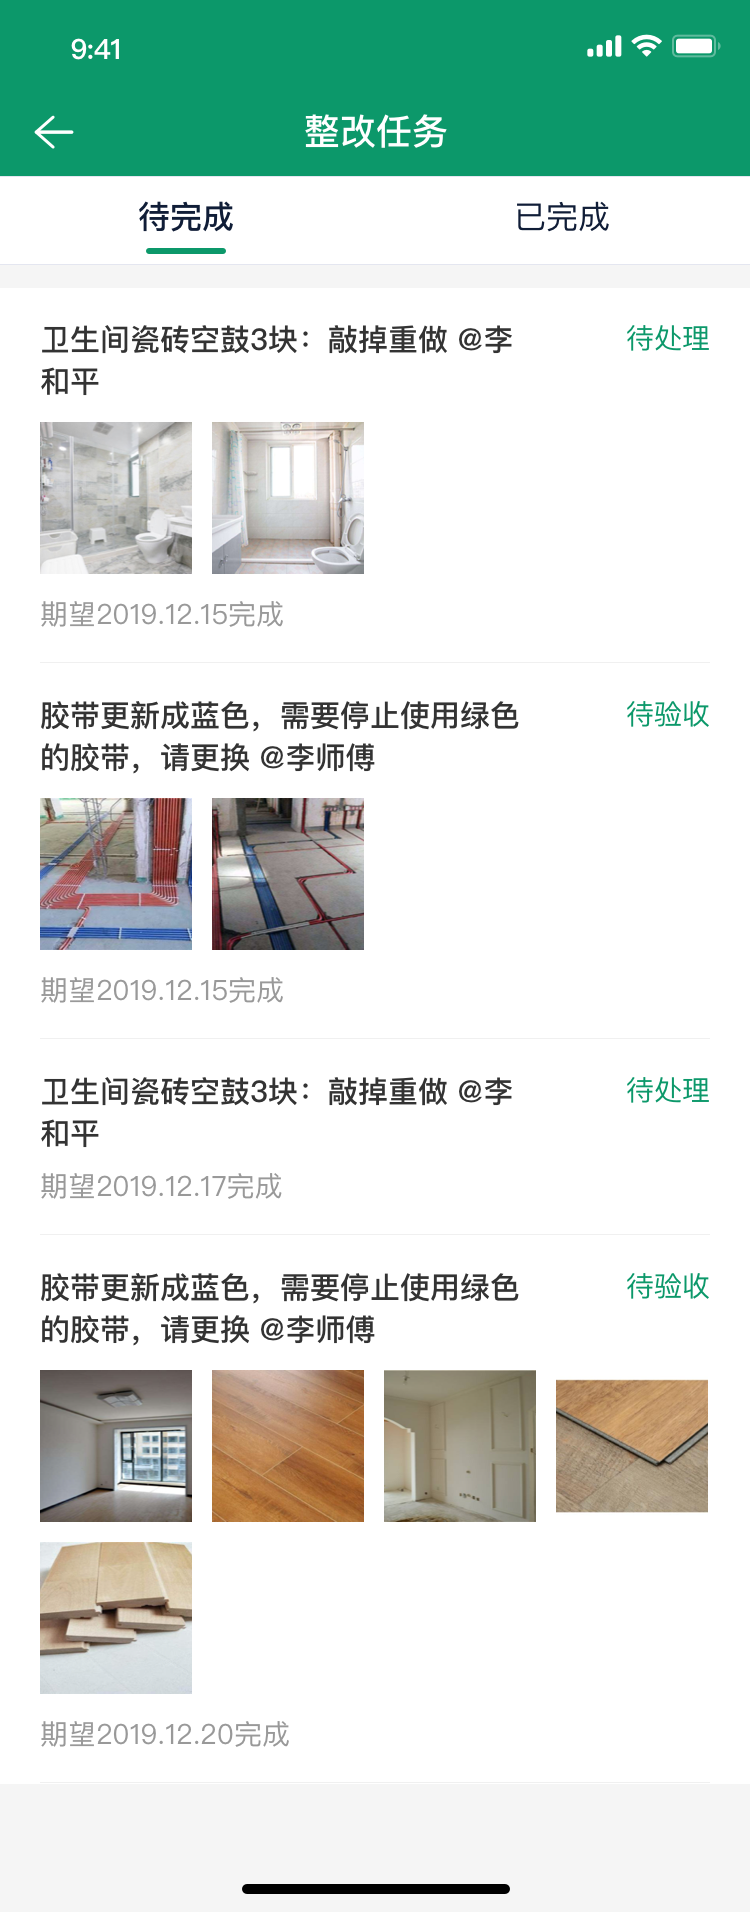 9:41
整改任务
待完成
已完成
卫生间瓷砖空鼓3块：敲掉重做 @李
和平
待处理
期望2019.12.15完成
胶带更新成蓝色，需要停止使用绿色
的胶带，请更换 @李师傅
待验收
期望2019.12.15完成
卫生间瓷砖空鼓3块：敲掉重做 @李
和平
待处理
期望2019.12.17完成
胶带更新成蓝色，需要停止使用绿色
的胶带，请更换 @李师傅
待验收
期望2019.12.20完成